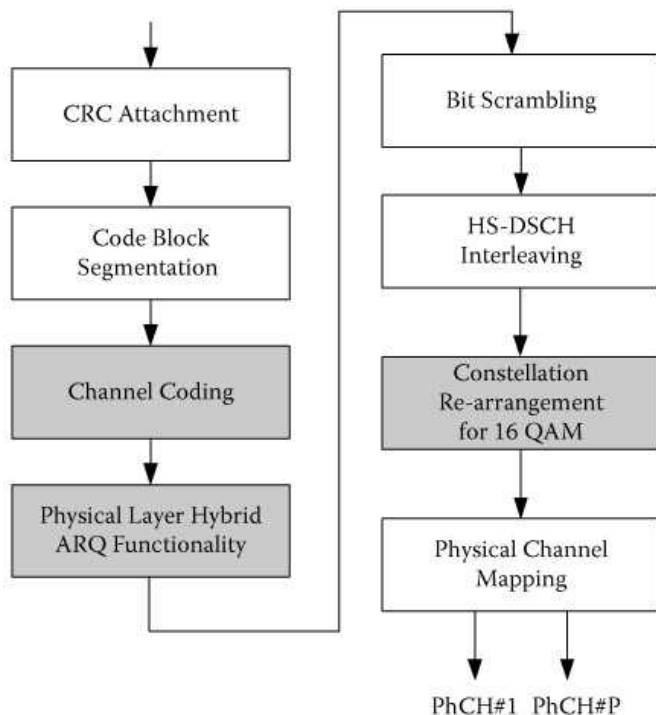 CRC Attachment
Code Block
Segmentation
Channel Coding
Physical Layer Hybrid
ARQ Functionality
Bit Scrambling
HS-DSCH
Interleaving
Constellation
Re-arrangement
for 16 QAM
Physical Channel
Mapping
PhCH#1 PhCH#P